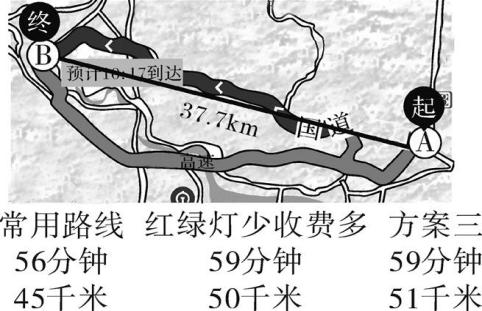 终
B
预计10:17到达
37.7km
国道
起
A
高速
常用路线 红绿灯少收费多 方案三
56分钟 59分钟 59分钟
45千米 50千米 51千米